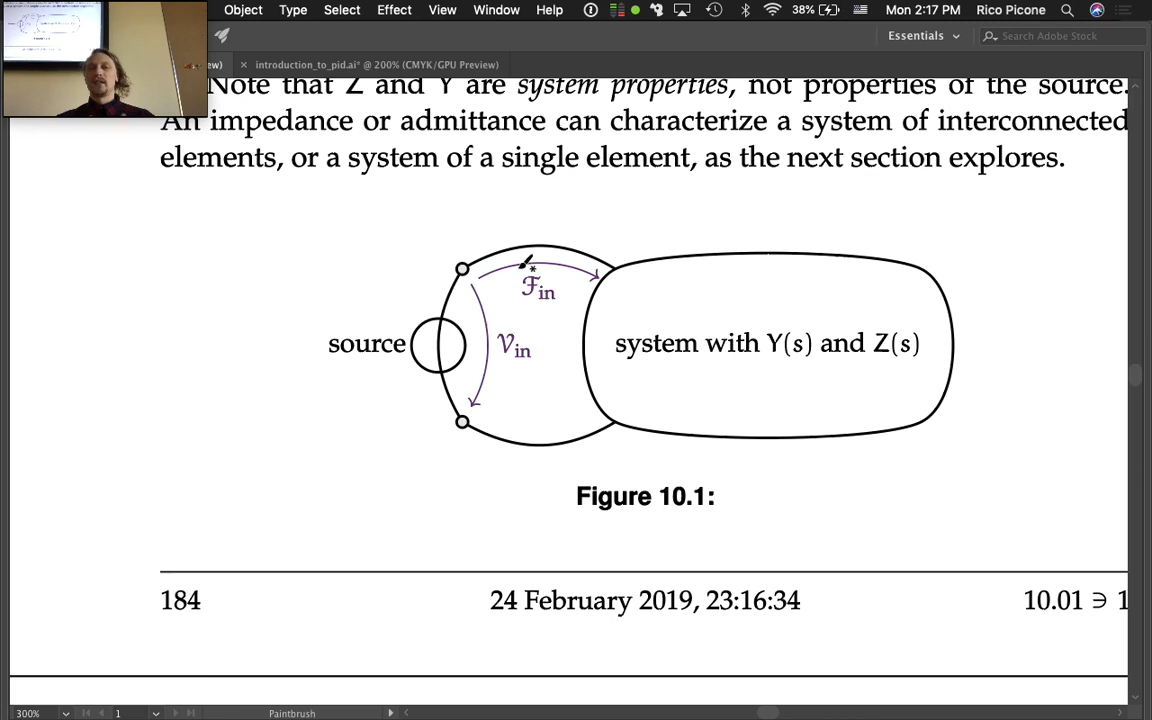 Object Type Select Effect View Window Help 38% Mon 2:17 PM Rico Picone
Essentials Search Adobe Stock
w) × introduction_to_pid.ai* @ 200% (CMYK/GPU Preview)
Note that Z and Y are system properties, not properties of the source.
An impedance or admittance can characterize a system of interconnected
elements, or a system of a single element, as the next section explores.
ℱin
source 𝒱in system with Y(s) and Z(s)
Figure 10.1:
184 24 February 2019, 23:16:34 10.01 ∋ 1
300% 1 Paintbrush